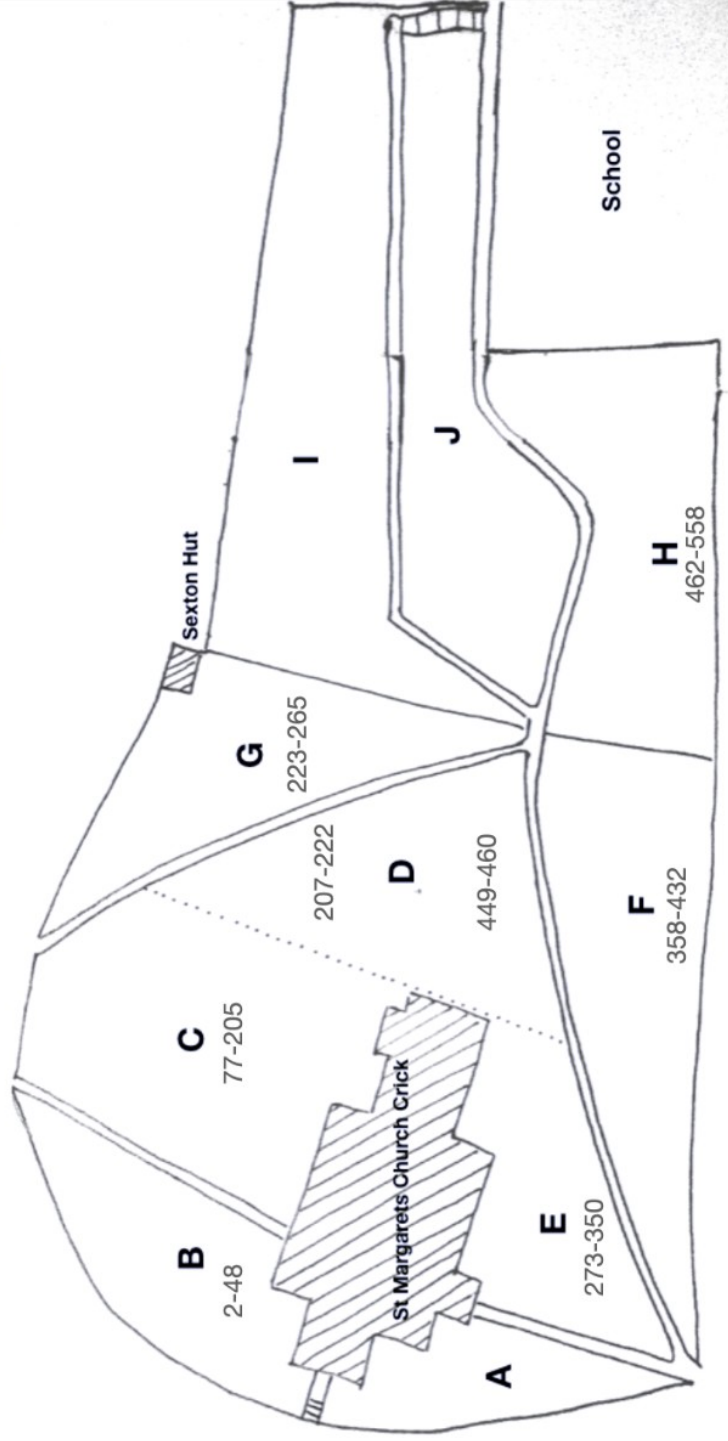 Sexton Hut
B
2-48
C
77-205
G
223-265
I
207-222
D
449-460
St Margarets Church Crick
J
A
E
273-350
School
F
358-432
H
462-558